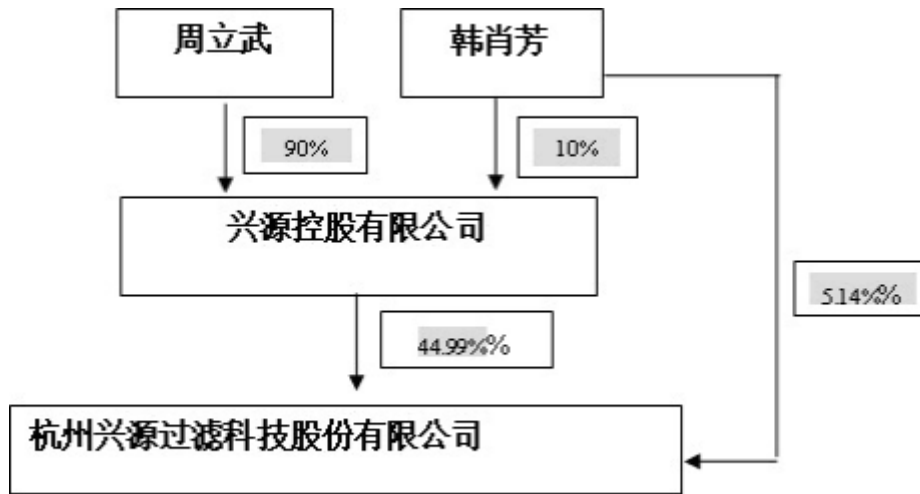 周立武
韩肖芳
90%
10%
兴源控股有限公司
5.14%%
44.99%%
杭州兴源过滤科技股份有限公司